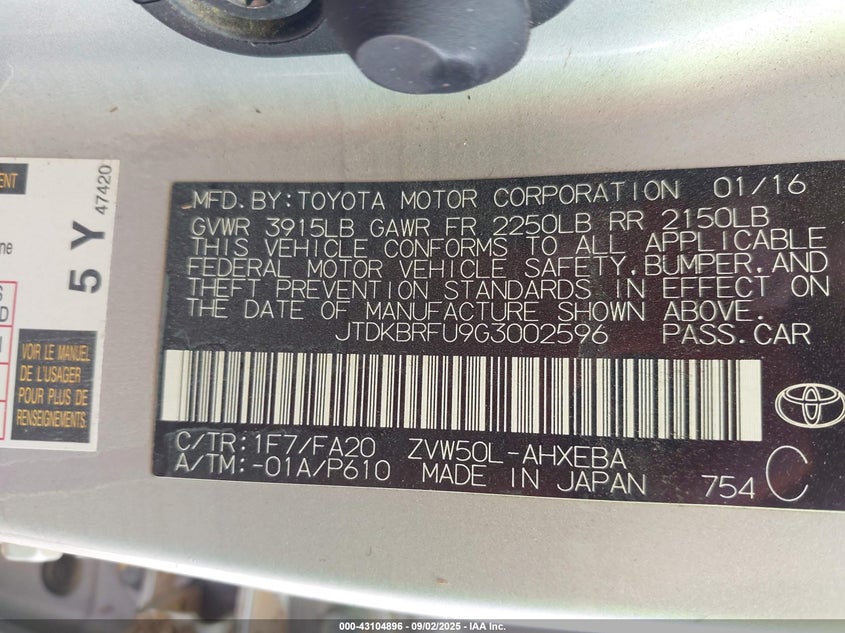 ENT
47420
5 Y
ne
S
D
VOIR LE MANUEL
DE L'USAGER
POUR PLUS DE
RENSEIGNEMENTS
MFD.BY:TOYOTA MOTOR CORPORATION 01/16
GVWR 3915LB GAWR FR 2250LB RR 2150LB
THIS VEHICLE CONFORMS TO ALL APPLICABLE
FEDERAL MOTOR VEHICLE SAFETY,BUMPER,AND
THEFT PREVENTION STANDARDS IN EFFECT ON
THE DATE OF MANUFACTURE SHOWN ABOVE.
JTDKBRFU9G3002596 PASS.CAR
C/TR:1F7/FA20 ZVW50L-AHXEBA
A/TM:-01A/P610 MADE IN JAPAN 754 C
000-43104896 - 09/02/2025 - IAA Inc.